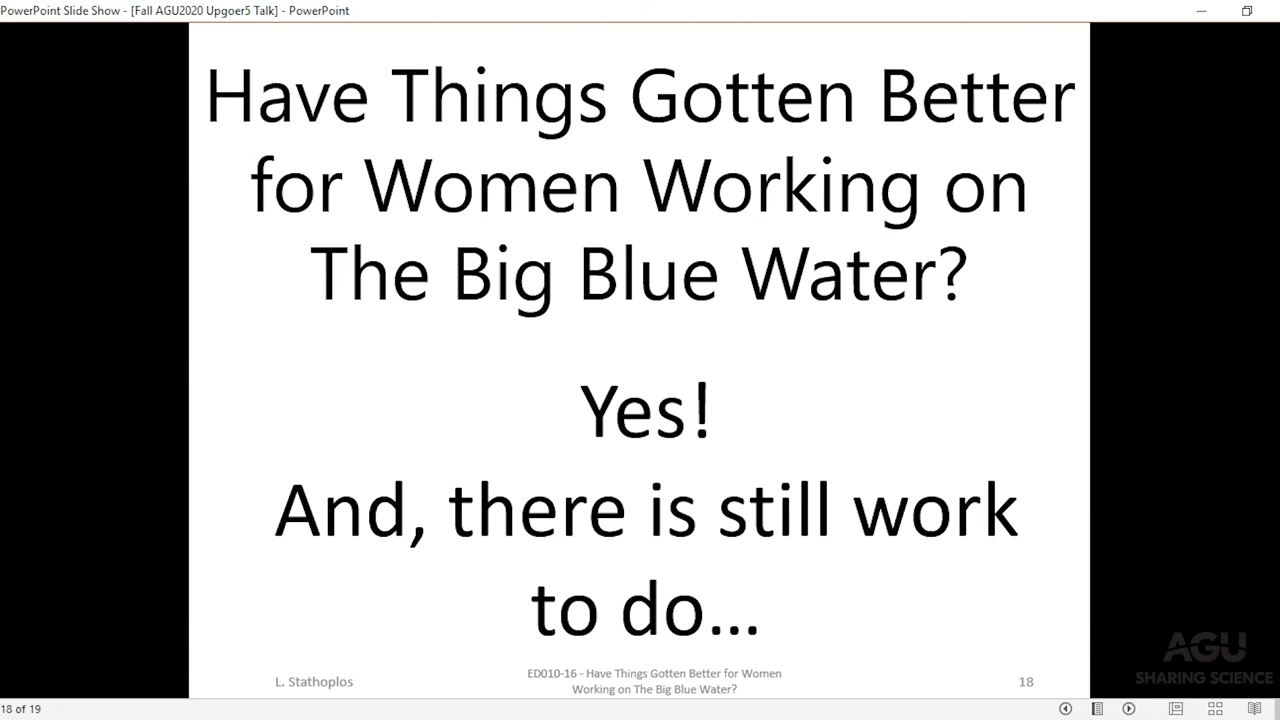 PowerPoint Slide Show - [Fall AGU2020 Upgoer5 Talk] - PowerPoint
Have Things Gotten Better
for Women Working on
The Big Blue Water?
Yes!
And, there is still work
to do...
L. Stathoplos
ED010-16 - Have Things Gotten Better for Women
Working on The Big Blue Water?
18
AGU
SHARING SCIENCE
18 of 19